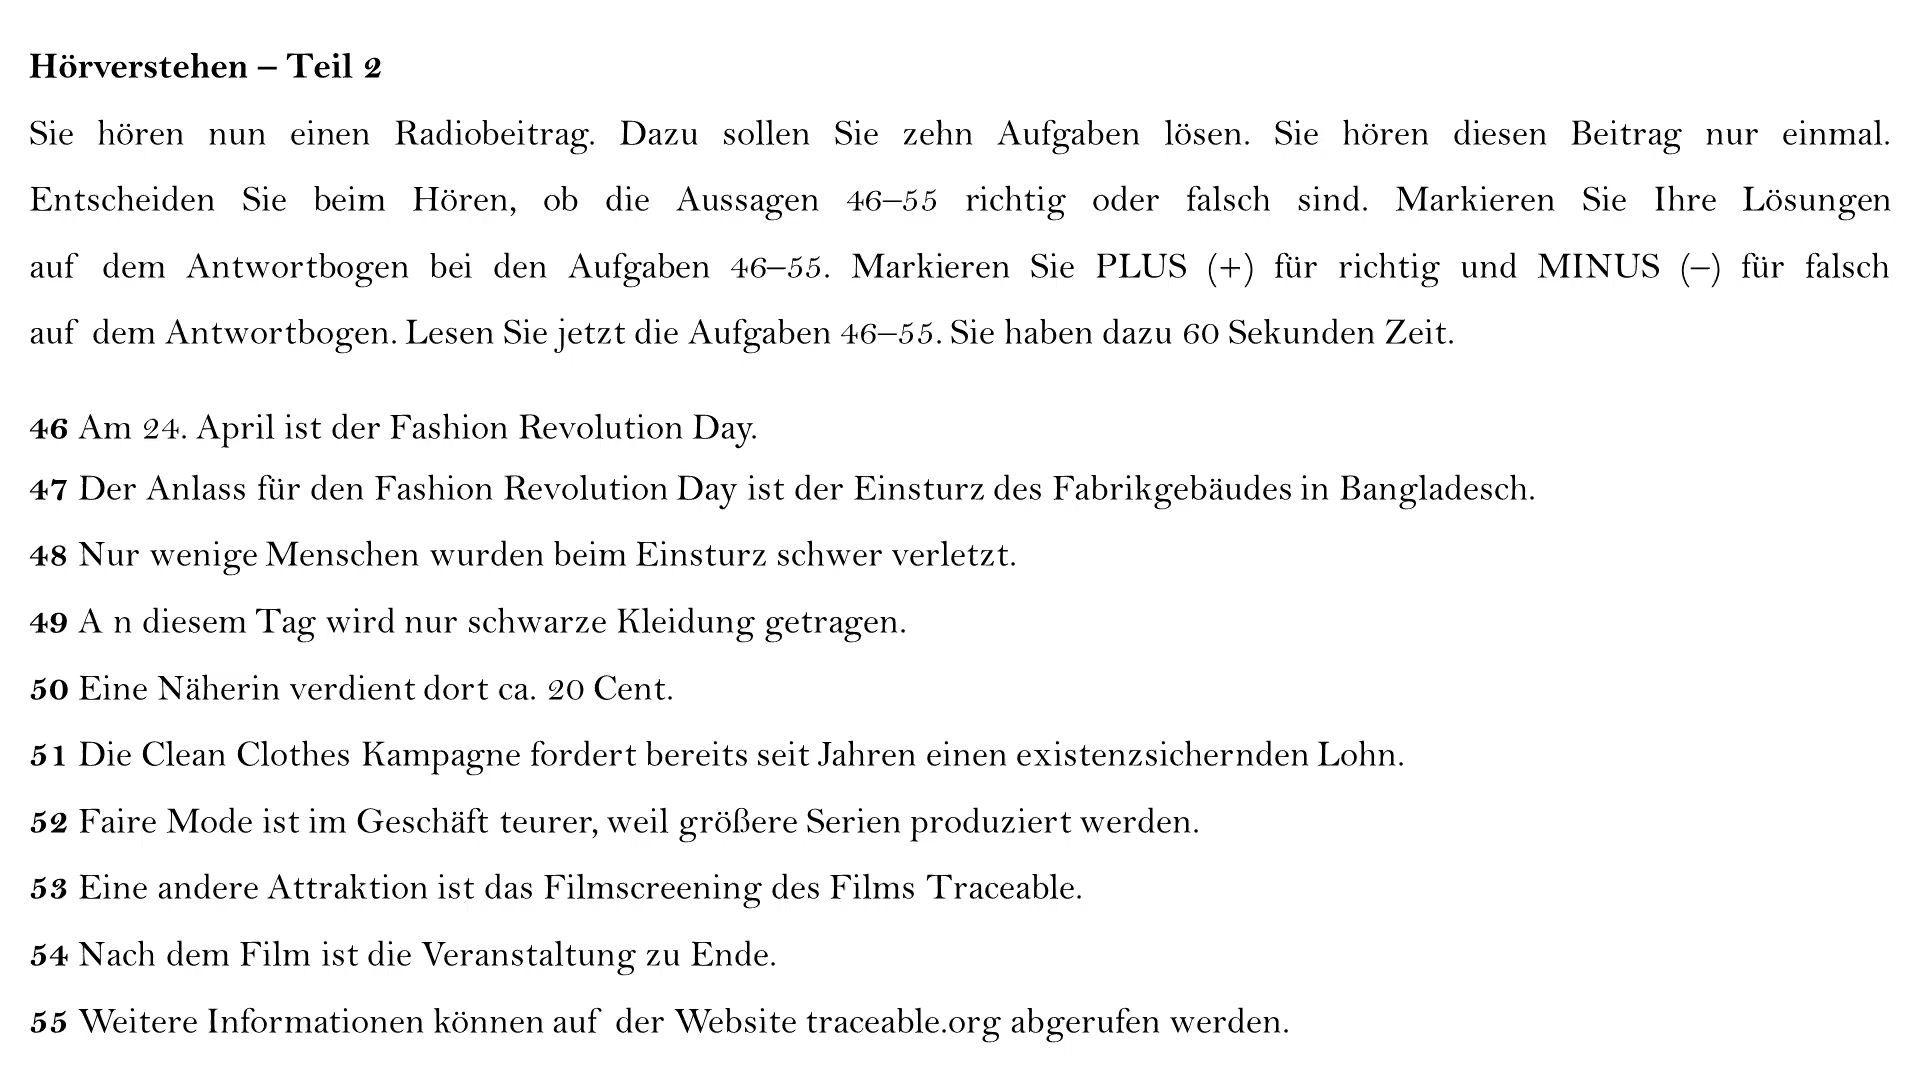 Hörverstehen – Teil 2
Sie hören nun einen Radiobeitrag. Dazu sollen Sie zehn Aufgaben lösen. Sie hören diesen Beitrag nur einmal.
Entscheiden Sie beim Hören, ob die Aussagen 46–55 richtig oder falsch sind. Markieren Sie Ihre Lösungen
auf dem Antwortbogen bei den Aufgaben 46–55. Markieren Sie PLUS (+) für richtig und MINUS (–) für falsch
auf dem Antwortbogen. Lesen Sie jetzt die Aufgaben 46–55. Sie haben dazu 60 Sekunden Zeit.
46 Am 24. April ist der Fashion Revolution Day.
47 Der Anlass für den Fashion Revolution Day ist der Einsturz des Fabrikgebäudes in Bangladesch.
48 Nur wenige Menschen wurden beim Einsturz schwer verletzt.
49 A n diesem Tag wird nur schwarze Kleidung getragen.
50 Eine Näherin verdient dort ca. 20 Cent.
51 Die Clean Clothes Kampagne fordert bereits seit Jahren einen existenzsichernden Lohn.
52 Faire Mode ist im Geschäft teurer, weil größere Serien produziert werden.
53 Eine andere Attraktion ist das Filmscreening des Films Traceable.
54 Nach dem Film ist die Veranstaltung zu Ende.
55 Weitere Informationen können auf der Website traceable.org abgerufen werden.